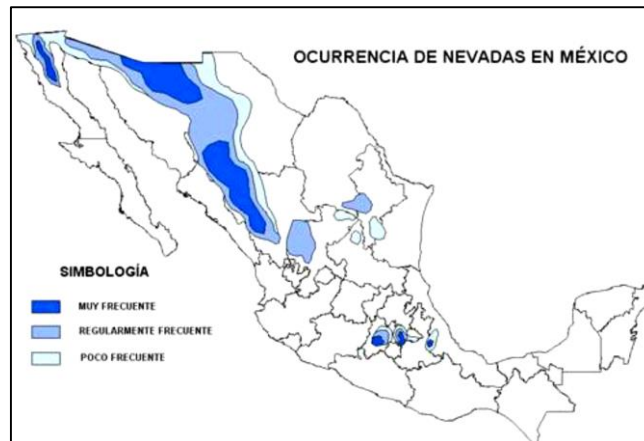 OCURRENCIA DE NEVADAS EN MÉXICO
SIMBOLOGÍA
MUY FRECUENTE
REGULARMENTE FRECUENTE
POCO FRECUENTE